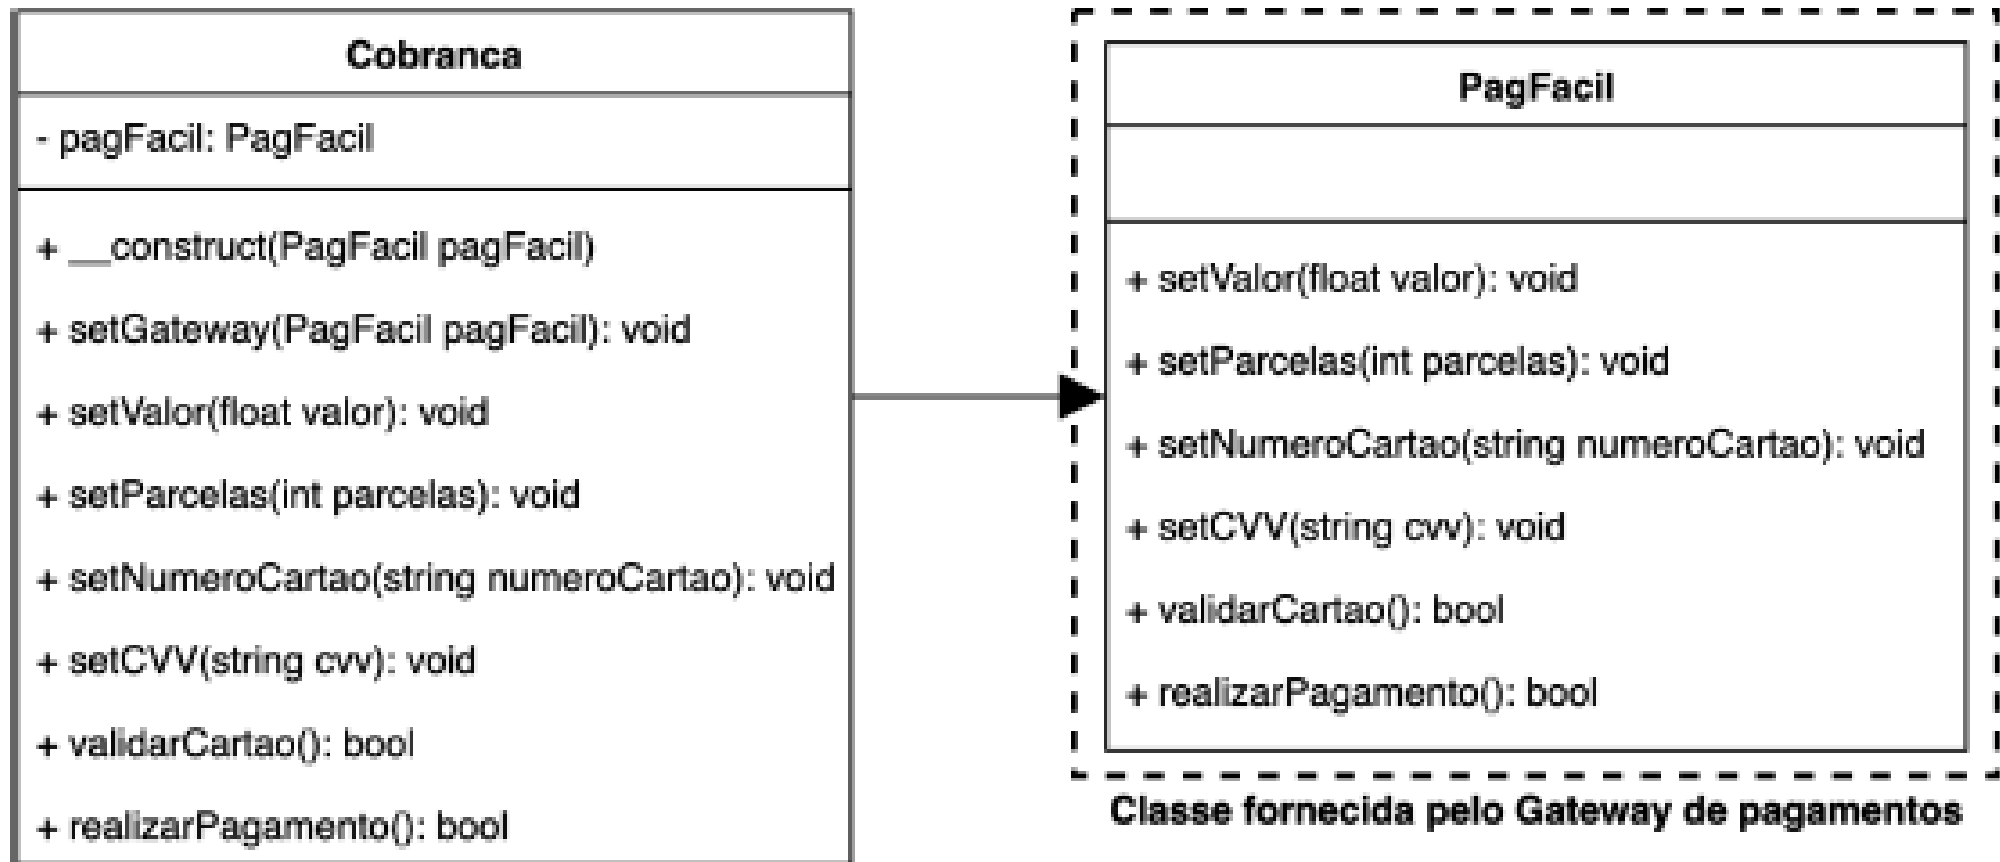 Cobranca
- pagFacil: PagFacil
+ __construct(PagFacil pagFacil)
+ setGateway(PagFacil pagFacil): void
+ setValor(float valor): void
+ setParcelas(int parcelas): void
+ setNumeroCartao(string numeroCartao): void
+ setCVV(string cvv): void
+ validarCartao(): bool
+ realizarPagamento(): bool
PagFacil
+ setValor(float valor): void
+ setParcelas(int parcelas): void
+ setNumeroCartao(string numeroCartao): void
+ setCVV(string cvv): void
+ validarCartao(): bool
+ realizarPagamento(): bool
Classe fornecida pelo Gateway de pagamentos